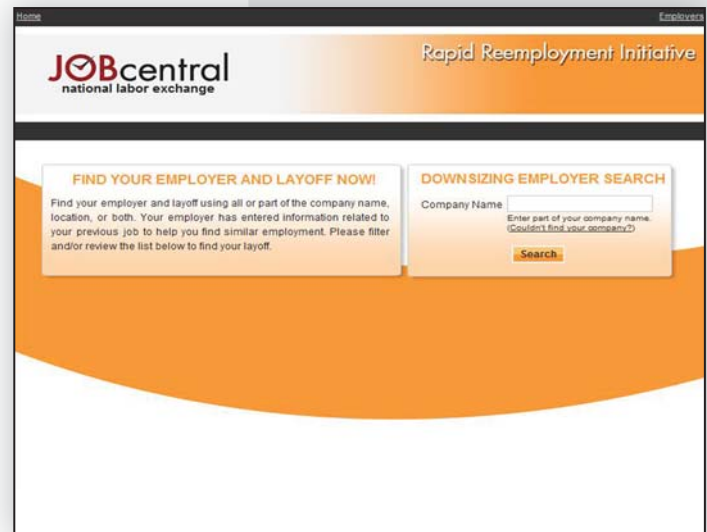 Home
Employers
JOBcentral
national labor exchange
Rapid Reemployment Initiative
FIND YOUR EMPLOYER AND LAYOFF NOW!
Find your employer and layoff using all or part of the company name,
location, or both. Your employer has entered information related to
your previous job to help you find similar employment. Please filter
and/or review the list below to find your layoff.
DOWNSIZING EMPLOYER SEARCH
Company Name
Enter part of your company name.
(Couldn't find your company?)
Search